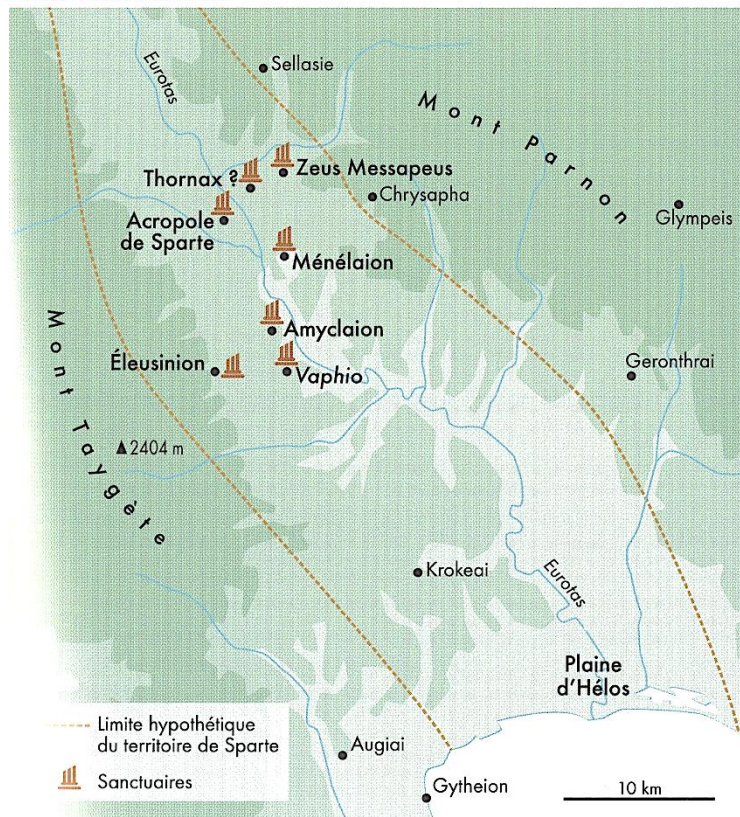 Eurotas
Sellasie
Mont Parnon
Zeus Messapeus
Thornax ?
Chrysapha
Glympeis
Acropole
de Sparte
Ménélaion
Amyclaion
Mont Taygète
Éleusinion
Vaphio
Geronthrai
2404 m
Krokeai
Eurotas
Plaine
d'Hélos
Limite hypothétique
du territoire de Sparte
Augiai
Sanctuaires
Gytheion
10 km